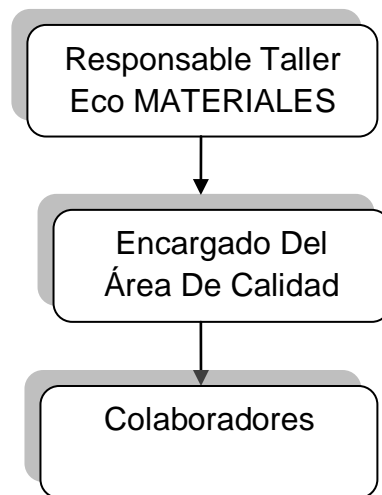 Responsable Taller
Eco MATERIALES
Encargado Del
Área De Calidad
Colaboradores